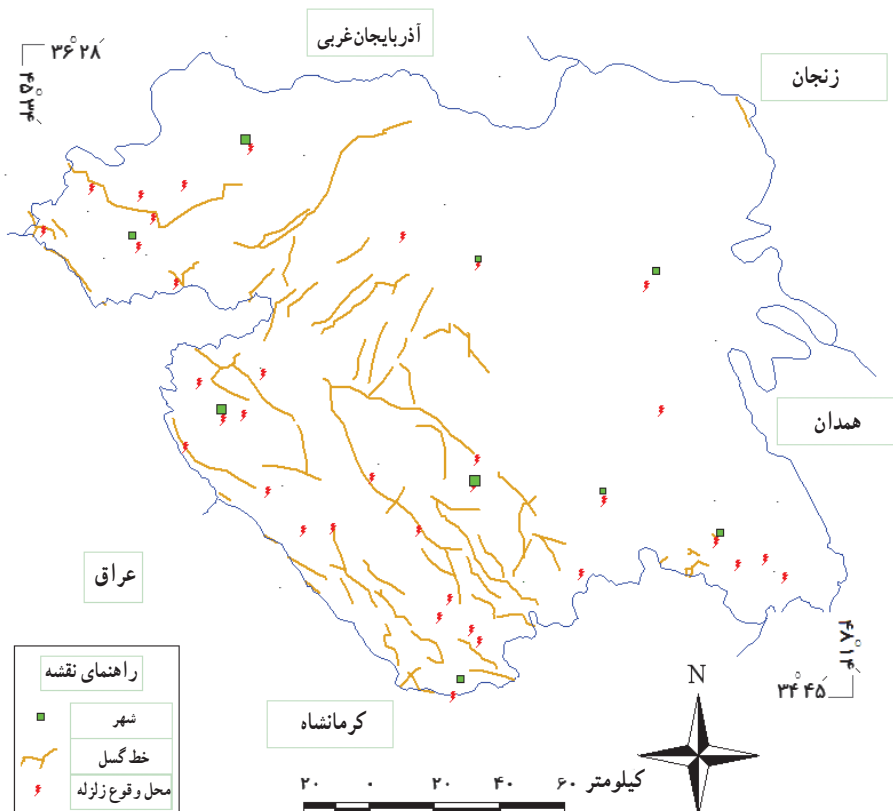 آذربایجان‌غربی
زنجان
۳۶° ۲۸′
۴۵° ۳۴′
همدان
عراق
۴۸° ۱۴′
۳۴° ۴۵′
راهنمای نقشه
شهر
خط گسل
محل وقوع زلزله
کرمانشاه
N
۲۰ ۰ ۲۰ ۴۰ ۶۰ کیلومتر